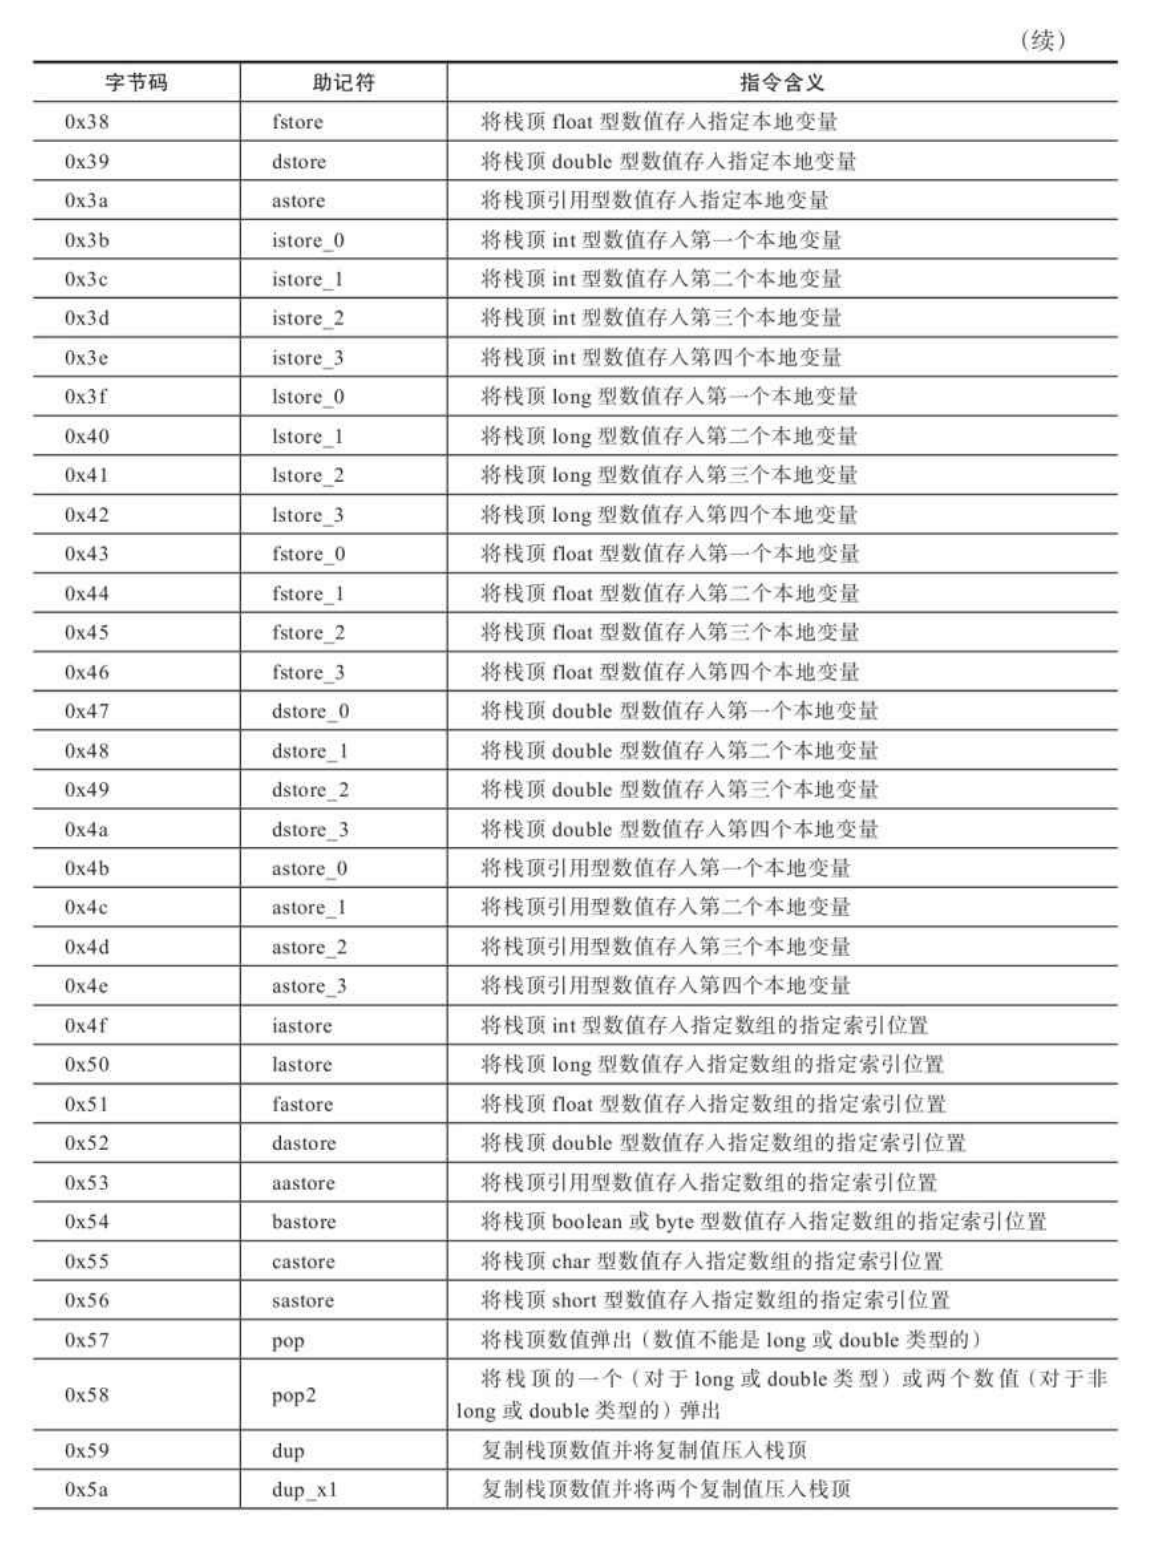 （续）
字节码 助记符 指令含义
0x38 fstore 将栈顶 float 型数值存入指定本地变量
0x39 dstore 将栈顶 double 型数值存入指定本地变量
0x3a astore 将栈顶引用型数值存入指定本地变量
0x3b istore_0 将栈顶 int 型数值存入第一个本地变量
0x3c istore_1 将栈顶 int 型数值存入第二个本地变量
0x3d istore_2 将栈顶 int 型数值存入第三个本地变量
0x3e istore_3 将栈顶 int 型数值存入第四个本地变量
0x3f lstore_0 将栈顶 long 型数值存入第一个本地变量
0x40 lstore_1 将栈顶 long 型数值存入第二个本地变量
0x41 lstore_2 将栈顶 long 型数值存入第三个本地变量
0x42 lstore_3 将栈顶 long 型数值存入第四个本地变量
0x43 fstore_0 将栈顶 float 型数值存入第一个本地变量
0x44 fstore_1 将栈顶 float 型数值存入第二个本地变量
0x45 fstore_2 将栈顶 float 型数值存入第三个本地变量
0x46 fstore_3 将栈顶 float 型数值存入第四个本地变量
0x47 dstore_0 将栈顶 double 型数值存入第一个本地变量
0x48 dstore_1 将栈顶 double 型数值存入第二个本地变量
0x49 dstore_2 将栈顶 double 型数值存入第三个本地变量
0x4a dstore_3 将栈顶 double 型数值存入第四个本地变量
0x4b astore_0 将栈顶引用型数值存入第一个本地变量
0x4c astore_1 将栈顶引用型数值存入第二个本地变量
0x4d astore_2 将栈顶引用型数值存入第三个本地变量
0x4e astore_3 将栈顶引用型数值存入第四个本地变量
0x4f iastore 将栈顶 int 型数值存入指定数组的指定索引位置
0x50 lastore 将栈顶 long 型数值存入指定数组的指定索引位置
0x51 fastore 将栈顶 float 型数值存入指定数组的指定索引位置
0x52 dastore 将栈顶 double 型数值存入指定数组的指定索引位置
0x53 aastore 将栈顶引用型数值存入指定数组的指定索引位置
0x54 bastore 将栈顶 boolean 或 byte 型数值存入指定数组的指定索引位置
0x55 castore 将栈顶 char 型数值存入指定数组的指定索引位置
0x56 sastore 将栈顶 short 型数值存入指定数组的指定索引位置
0x57 pop 将栈顶数值弹出（数值不能是 long 或 double 类型的）
0x58 pop2 将栈顶的一个（对于 long 或 double 类型）或两个数值（对于非
long 或 double 类型的）弹出
0x59 dup 复制栈顶数值并将复制值压入栈顶
0x5a dup_x1 复制栈顶数值并将两个复制值压入栈顶